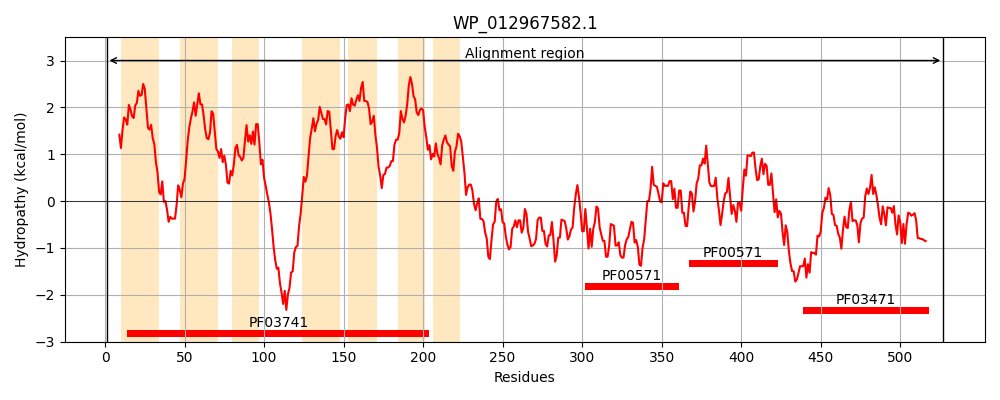 WP_012967582.1
Alignment region
Hydropathy (kcal/mol)
3
2
1
0
−1
−2
−3
PF00571
PF00571
PF03471
PF03741
0 50 100 150 200 250 300 350 400 450 500
Residues